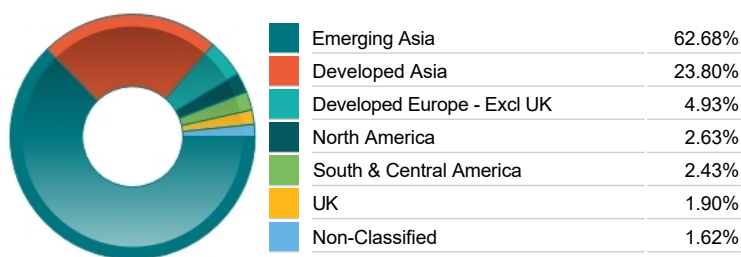 Emerging Asia 62.68%
Developed Asia 23.80%
Developed Europe - Excl UK 4.93%
North America 2.63%
South & Central America 2.43%
UK 1.90%
Non-Classified 1.62%